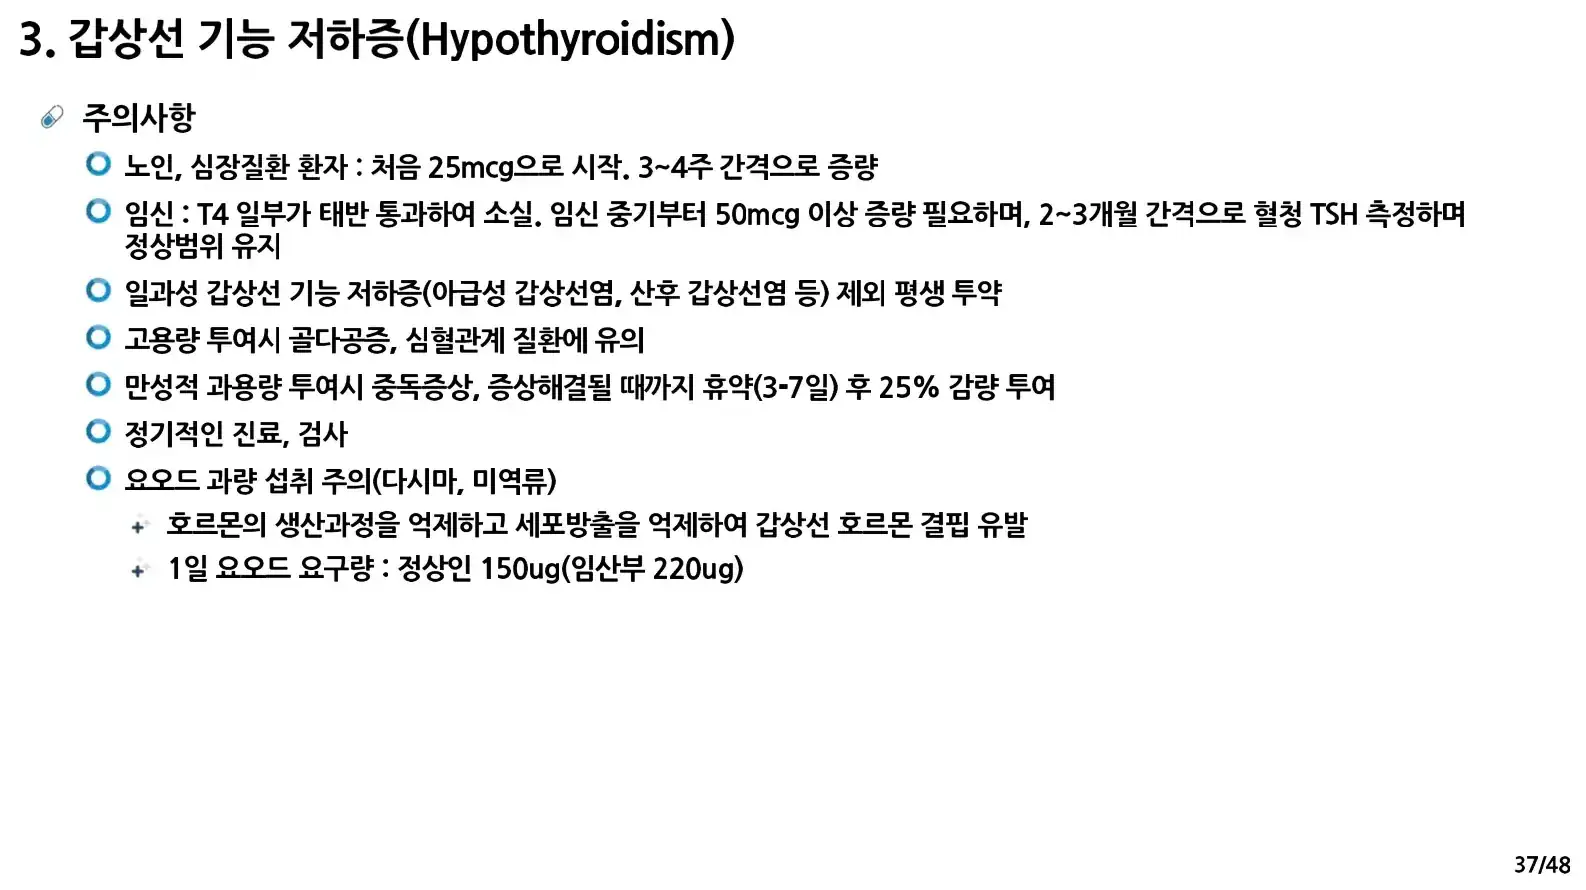 3. 갑상선 기능 저하증(Hypothyroidism)
주의사항
노인, 심장질환 환자 : 처음 25mcg으로 시작. 3~4주 간격으로 증량
임신 : T4 일부가 태반 통과하여 소실. 임신 중기부터 50mcg 이상 증량 필요하며, 2~3개월 간격으로 혈청 TSH 측정하며
정상범위 유지
일과성 갑상선 기능 저하증(아급성 갑상선염, 산후 갑상선염 등) 제외 평생 투약
고용량 투여시 골다공증, 심혈관계 질환에 유의
만성적 과용량 투여시 중독증상, 증상해결될 때까지 휴약(3-7일) 후 25% 감량 투여
정기적인 진료, 검사
요오드 과량 섭취 주의(다시마, 미역류)
호르몬의 생산과정을 억제하고 세포방출을 억제하여 갑상선 호르몬 결핍 유발
1일 요오드 요구량 : 정상인 150ug(임산부 220ug)
37/48